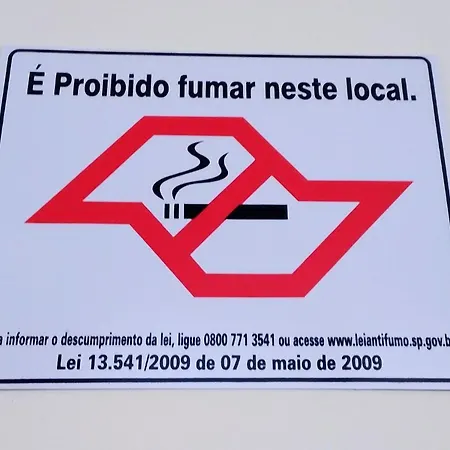 É Proibido fumar neste local.
a informar o descumprimento da lei, ligue 0800 771 3541 ou acesse www.leiantifumo.sp.gov.b
Lei 13.541/2009 de 07 de maio de 2009